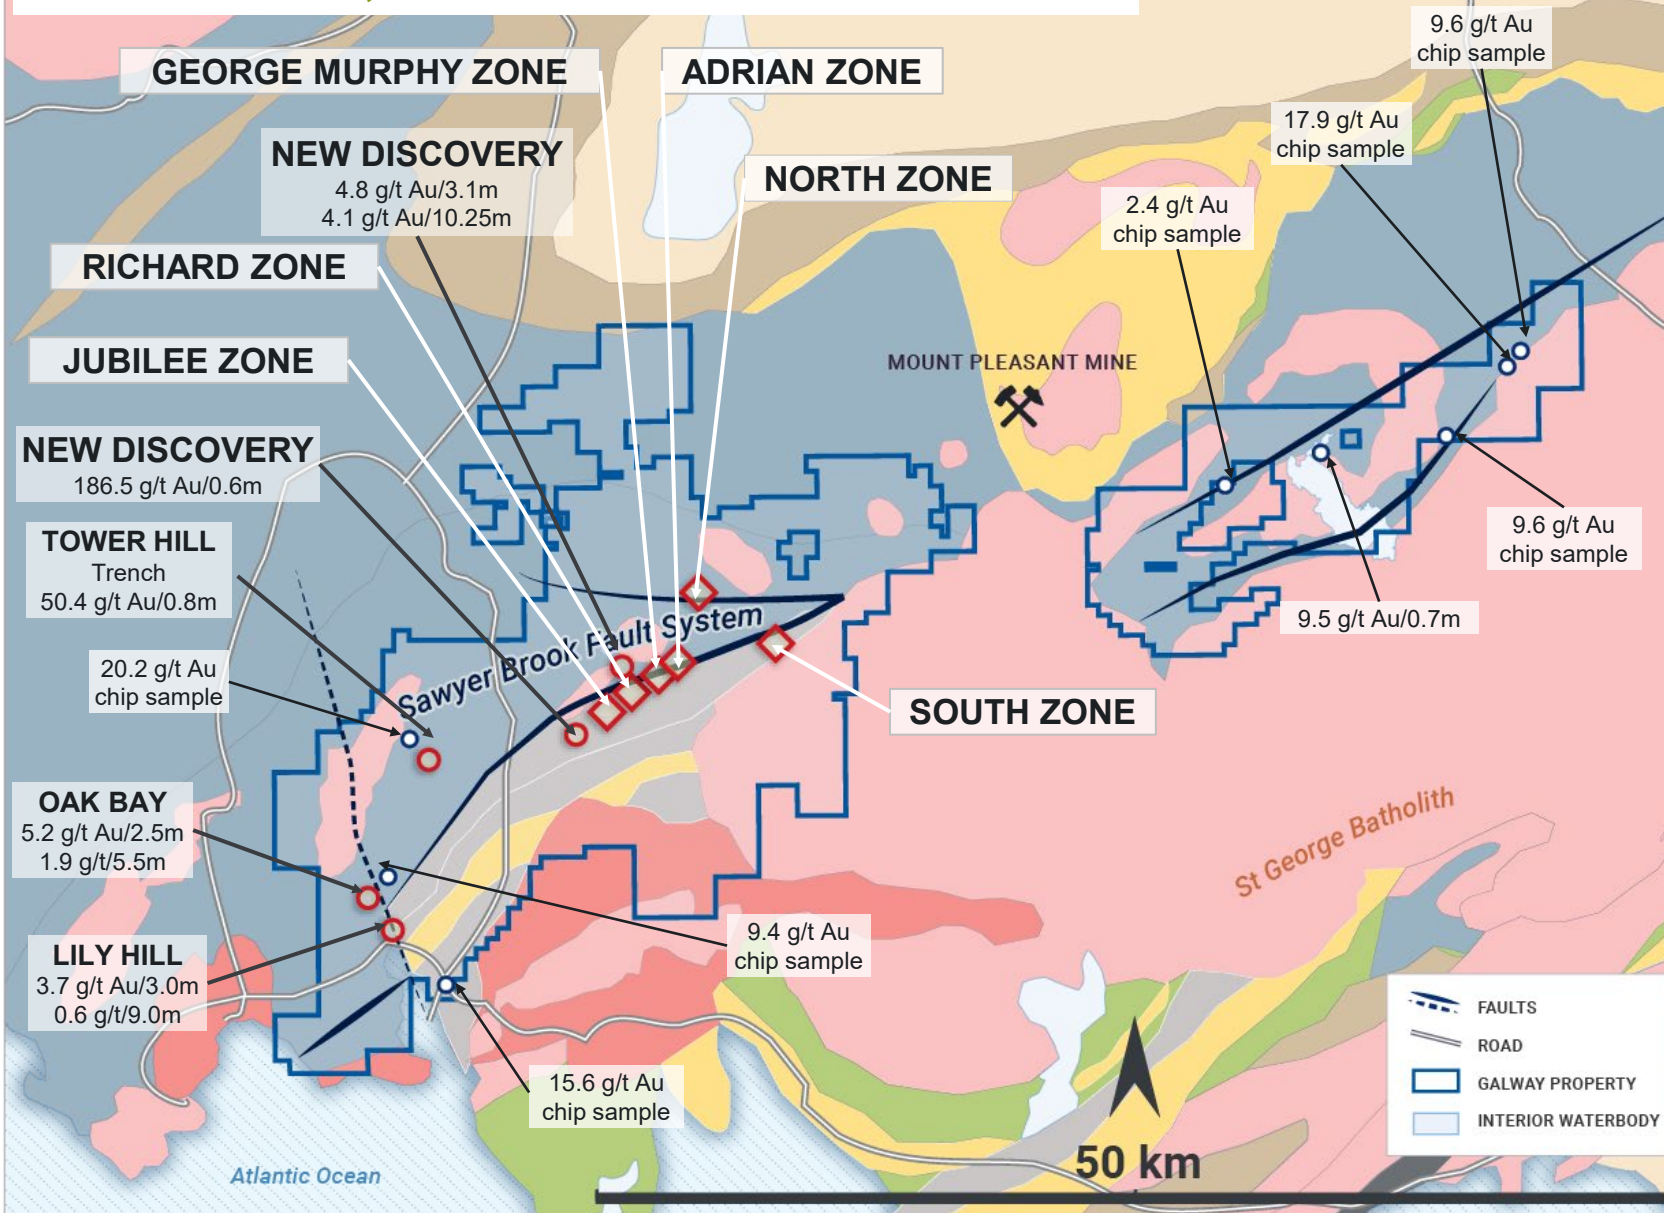 9.6 g/t Au
chip sample
GEORGE MURPHY ZONE
ADRIAN ZONE
17.9 g/t Au
chip sample
NEW DISCOVERY
4.8 g/t Au/3.1m
4.1 g/t Au/10.25m
NORTH ZONE
2.4 g/t Au
chip sample
RICHARD ZONE
JUBILEE ZONE
MOUNT PLEASANT MINE
NEW DISCOVERY
186.5 g/t Au/0.6m
TOWER HILL
Trench
50.4 g/t Au/0.8m
9.6 g/t Au
chip sample
9.5 g/t Au/0.7m
Sawyer Brook Fault System
20.2 g/t Au
chip sample
SOUTH ZONE
OAK BAY
5.2 g/t Au/2.5m
1.9 g/t/5.5m
St George Batholith
9.4 g/t Au
chip sample
LILY HILL
3.7 g/t Au/3.0m
0.6 g/t/9.0m
15.6 g/t Au
chip sample
FAULTS
ROAD
GALWAY PROPERTY
INTERIOR WATERBODY
Atlantic Ocean
50 km